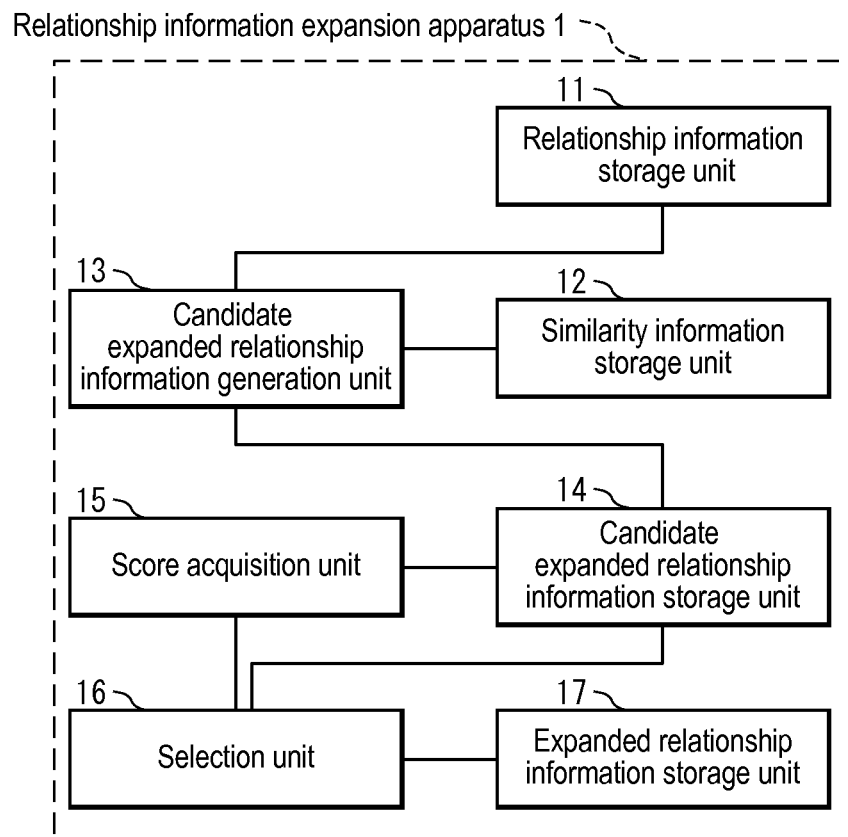 Relationship information expansion apparatus 1
11
Relationship information
storage unit
13
Candidate
expanded relationship
information generation unit
12
Similarity information
storage unit
15
Score acquisition unit
14
Candidate
expanded relationship
information storage unit
16
Selection unit
17
Expanded relationship
information storage unit